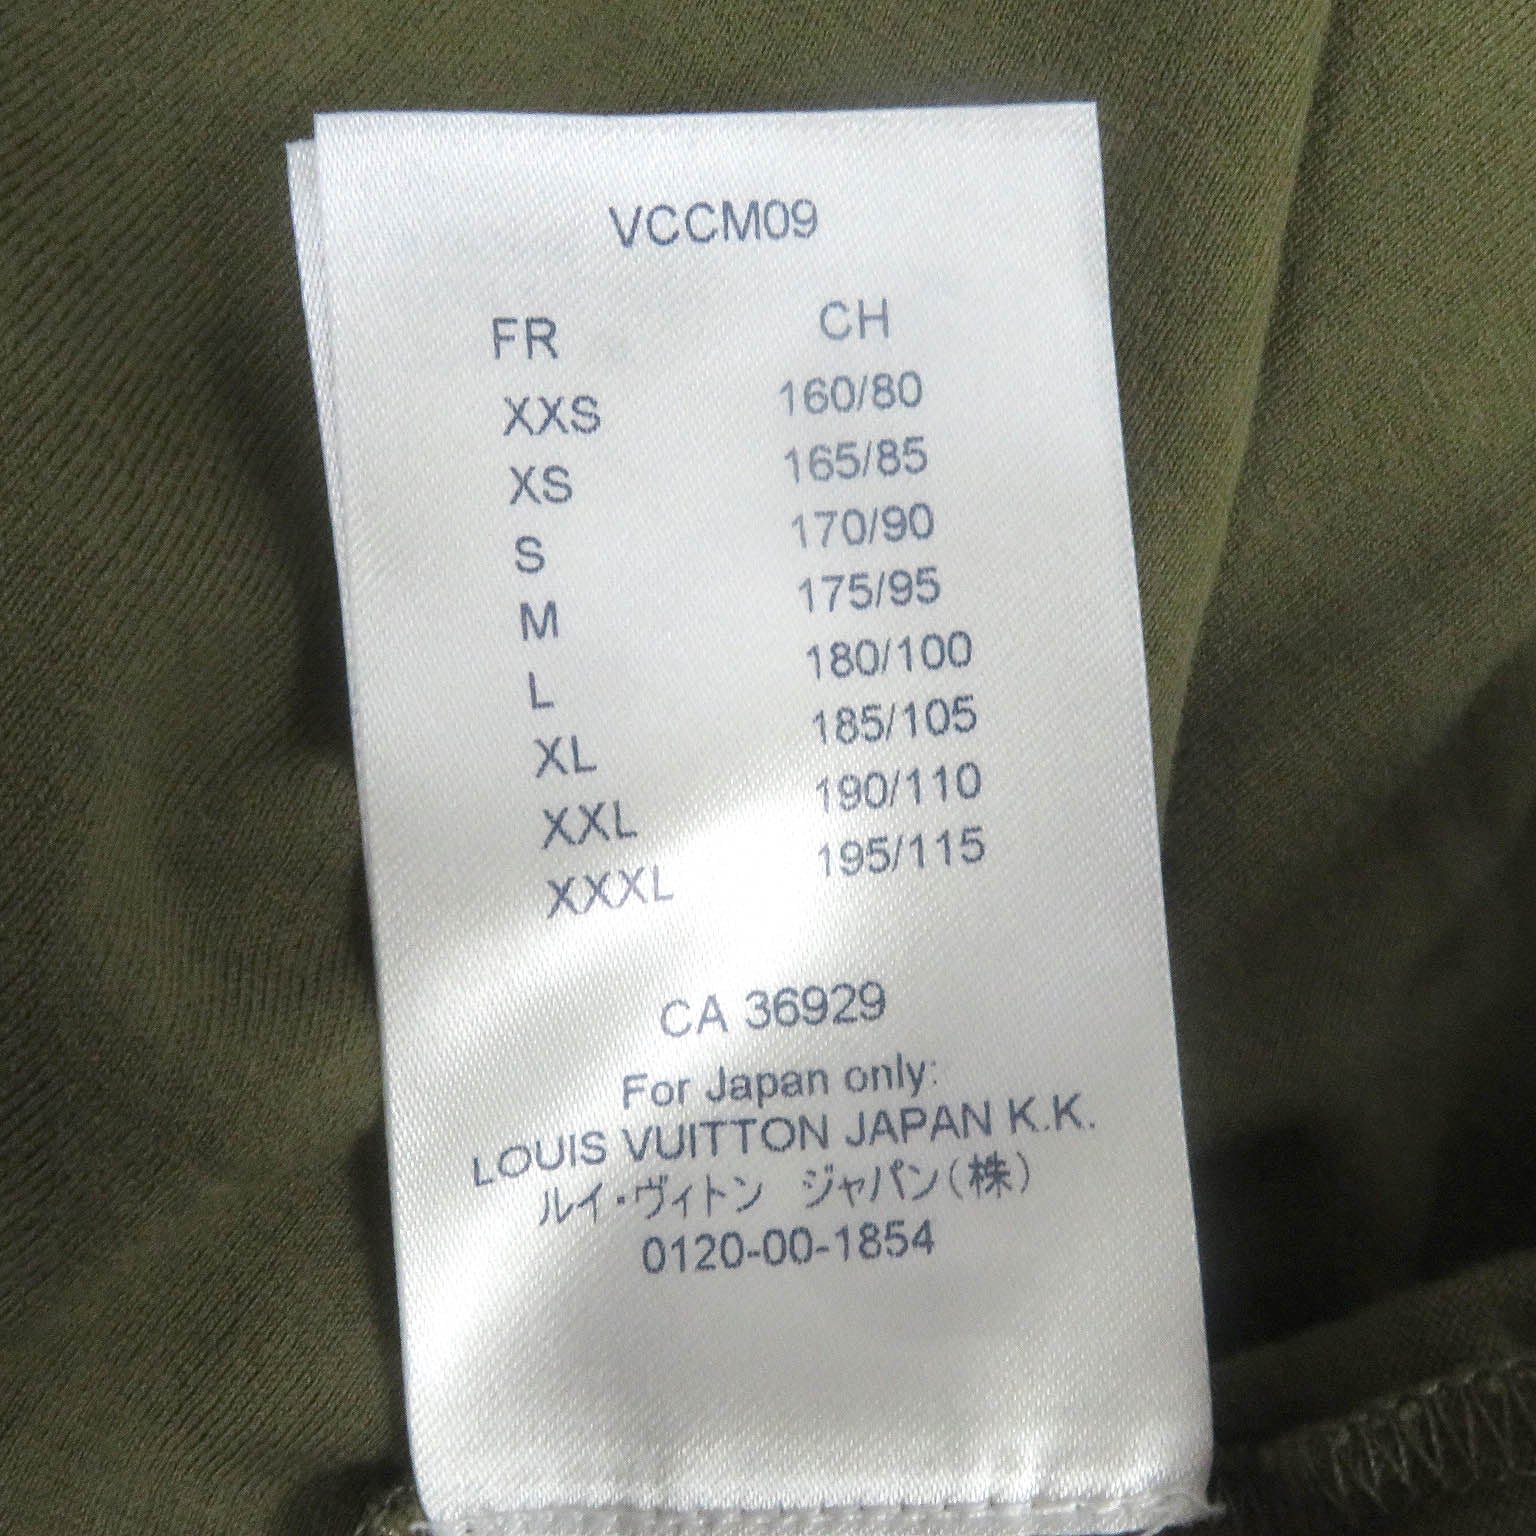 VCCM09
FR CH
XXS 160/80
XS 165/85
S 170/90
M 175/95
L 180/100
XL 185/105
XXL 190/110
XXXL 195/115
CA 36929
For Japan only:
LOUIS VUITTON JAPAN K.K.
ルイ・ヴィトン ジャパン(株)
0120-00-1854